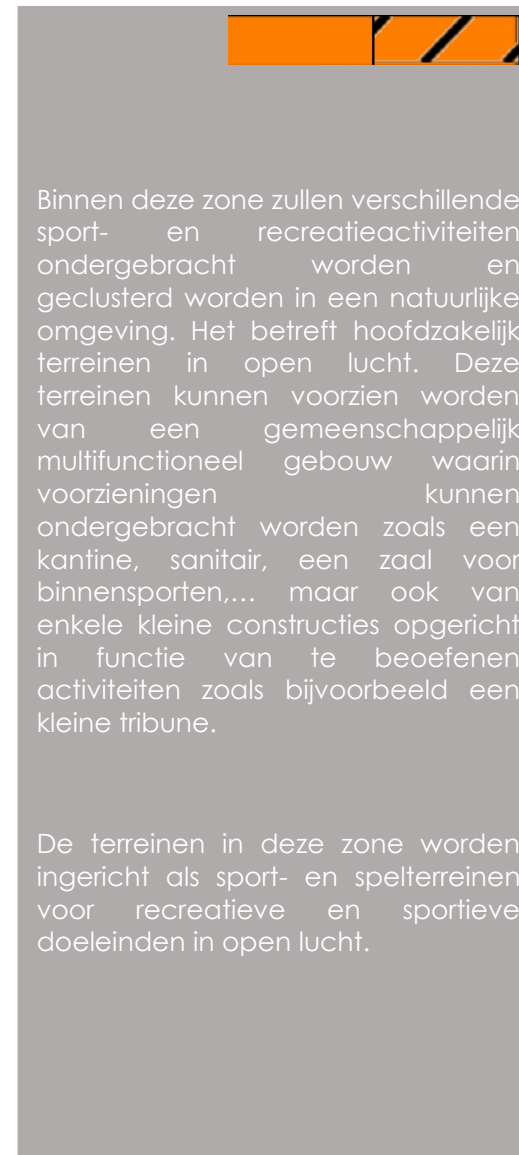 Binnen deze zone zullen verschillende
sport- en recreatieactiviteiten
ondergebracht worden en
geclusterd worden in een natuurlijke
omgeving. Het betreft hoofdzakelijk
terreinen in open lucht. Deze
terreinen kunnen voorzien worden
van een gemeenschappelijk
multifunctioneel gebouw waarin
voorzieningen kunnen
ondergebracht worden zoals een
kantine, sanitair, een zaal voor
binnensporten,... maar ook van
enkele kleine constructies opgericht
in functie van te beoefenen
activiteiten zoals bijvoorbeeld een
kleine tribune.
De terreinen in deze zone worden
ingericht als sport- en spelterreinen
voor recreatieve en sportieve
doeleinden in open lucht.